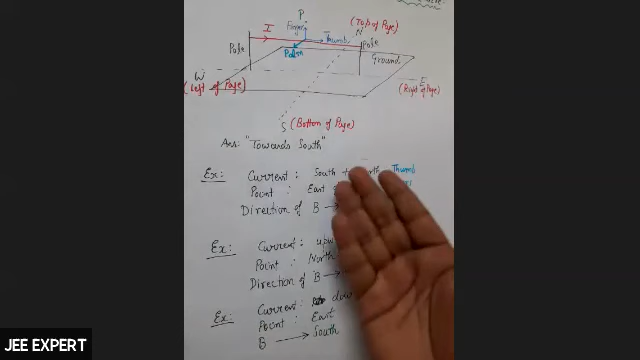 P
Finger
I
N (Top of Page)
Thumb
Pole
Pole
Palm
Ground
W
(Left of Page)
E
(Right of Page)
S (Bottom of Page)
Ans: "Towards South"
Ex: Current: South Thumb
Point: East
Direction of B →
Ex: Current: upw
Point: North
Direction of B →
Ex: Current: dow
Point: East
B → South
JEE EXPERT